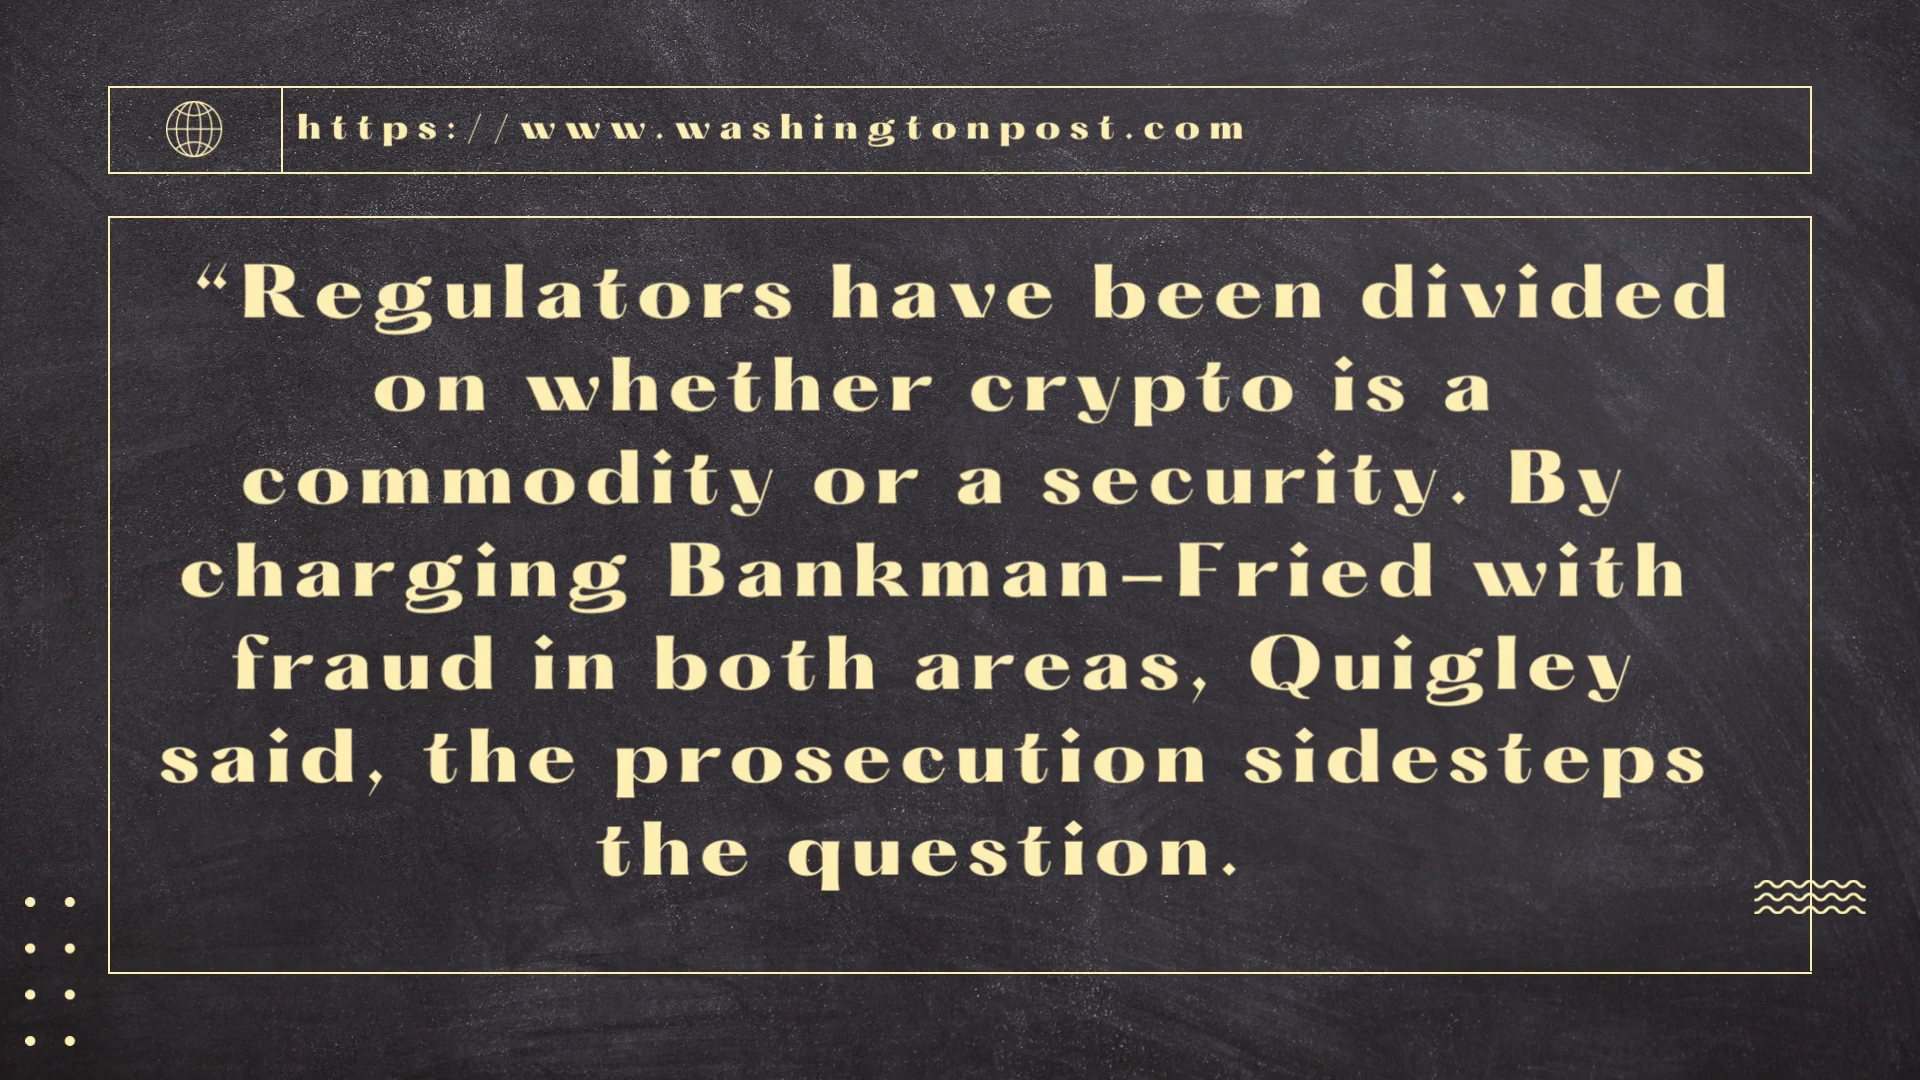 https://www.washingtonpost.com
“Regulators have been divided
on whether crypto is a
commodity or a security. By
charging Bankman-Fried with
fraud in both areas, Quigley
said, the prosecution sidesteps
the question.